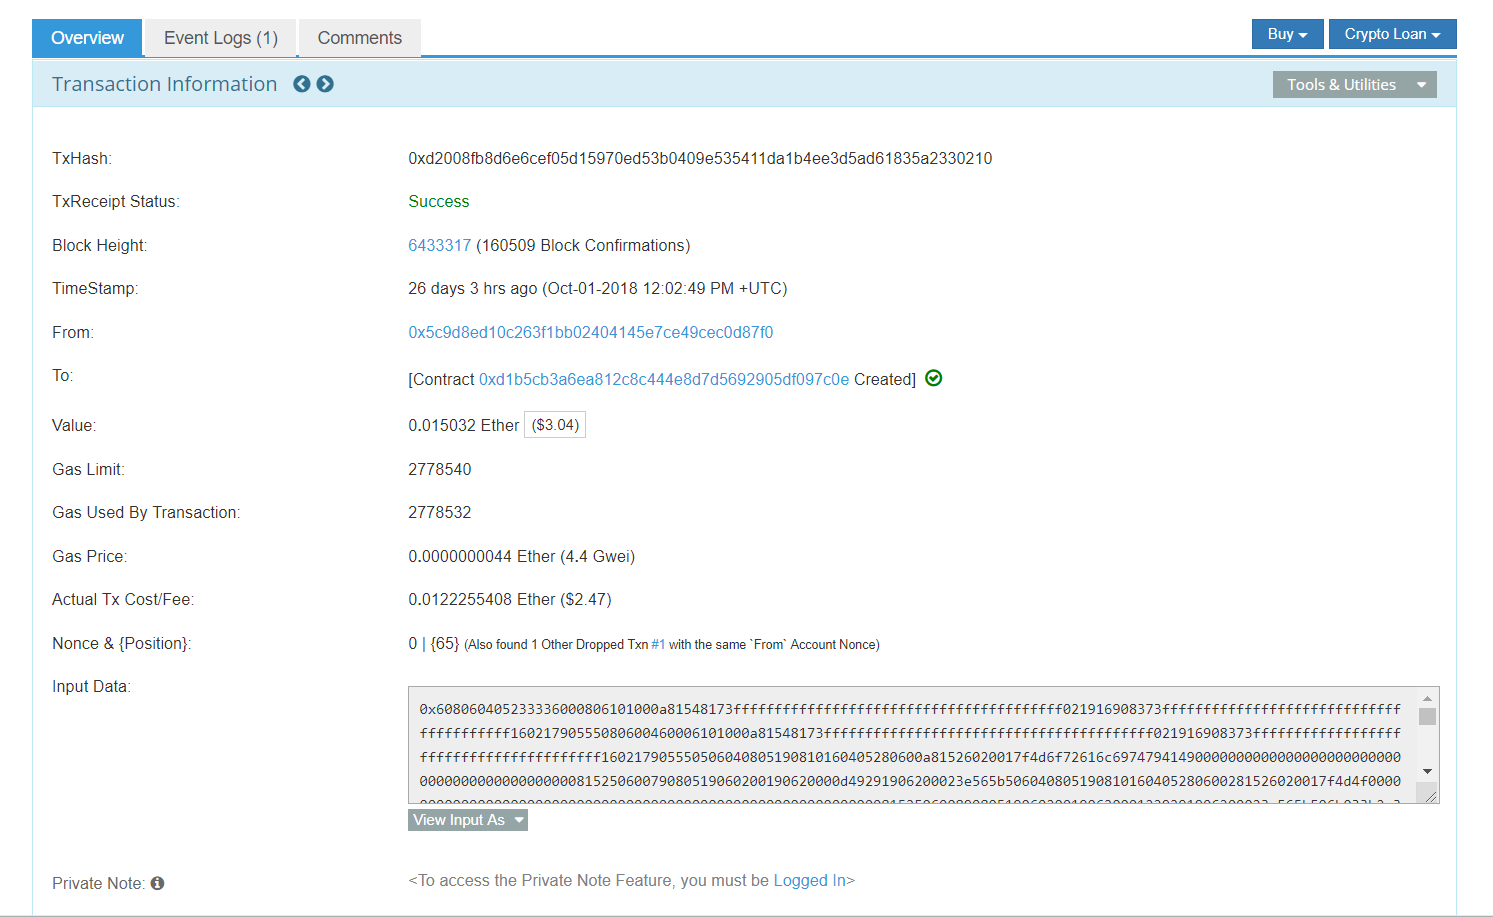 Overview
Event Logs (1)
Comments
Buy
Crypto Loan
Transaction Information
Tools & Utilities
TxHash:
0xd2008fb8d6e6cef05d15970ed53b0409e535411da1b4ee3d5ad61835a2330210
TxReceipt Status:
Success
Block Height:
6433317 (160509 Block Confirmations)
TimeStamp:
26 days 3 hrs ago (Oct-01-2018 12:02:49 PM +UTC)
From:
0x5c9d8ed10c263f1bb02404145e7ce49cec0d87f0
To:
[Contract 0xd1b5cb3a6ea812c8c444e8d7d5692905df097c0e Created]
Value:
0.015032 Ether ($3.04)
Gas Limit:
2778540
Gas Used By Transaction:
2778532
Gas Price:
0.0000000044 Ether (4.4 Gwei)
Actual Tx Cost/Fee:
0.0122255408 Ether ($2.47)
Nonce & {Position}:
0 | {65} (Also found 1 Other Dropped Txn #1 with the same `From` Account Nonce)
Input Data:
View Input As
Private Note:
<To access the Private Note Feature, you must be Logged In>